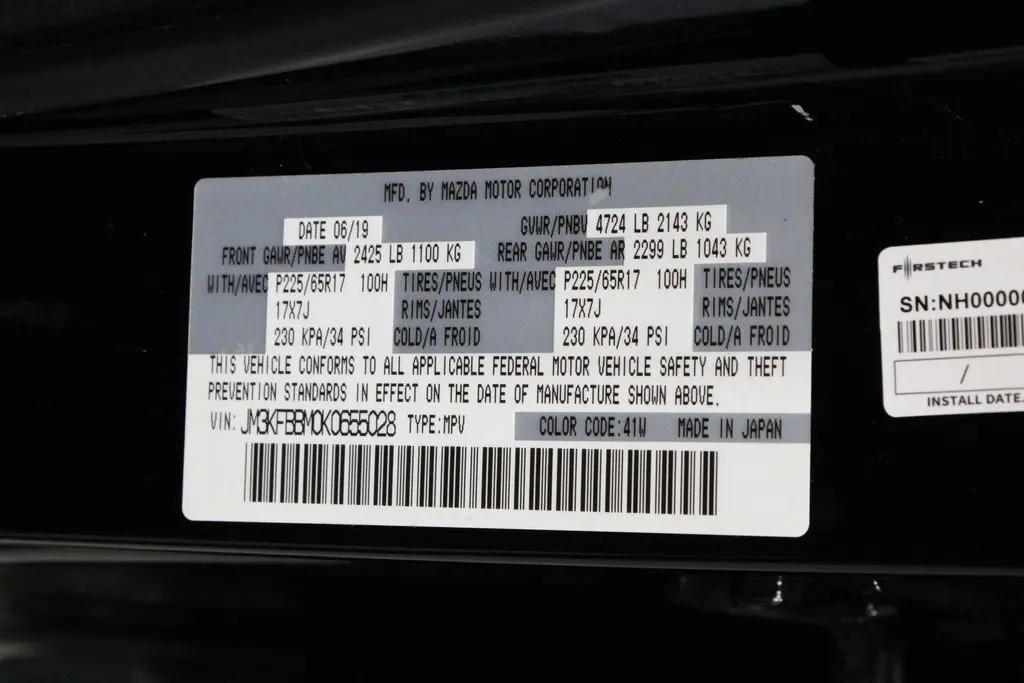 MFD. BY MAZDA MOTOR CORPORATION
DATE 06/19 GVWR/PNBV 4724 LB 2143 KG
FRONT GAWR/PNBE AV 2425 LB 1100 KG REAR GAWR/PNBE AR 2299 LB 1043 KG
WITH/AVEC P225/65R17 100H TIRES/PNEUS WITH/AVEC P225/65R17 100H TIRES/PNEUS
17X7J RIMS/JANTES 17X7J RIMS/JANTES
230 KPA/34 PSI COLD/A FROID 230 KPA/34 PSI COLD/A FROID
THIS VEHICLE CONFORMS TO ALL APPLICABLE FEDERAL MOTOR VEHICLE SAFETY AND THEFT
PREVENTION STANDARDS IN EFFECT ON THE DATE OF MANUFACTURE SHOWN ABOVE.
VIN: JM3KFBBM0K0655028 TYPE:MPV COLOR CODE:41W MADE IN JAPAN
FIRSTECH
SN:NH00000
/
INSTALL DATE